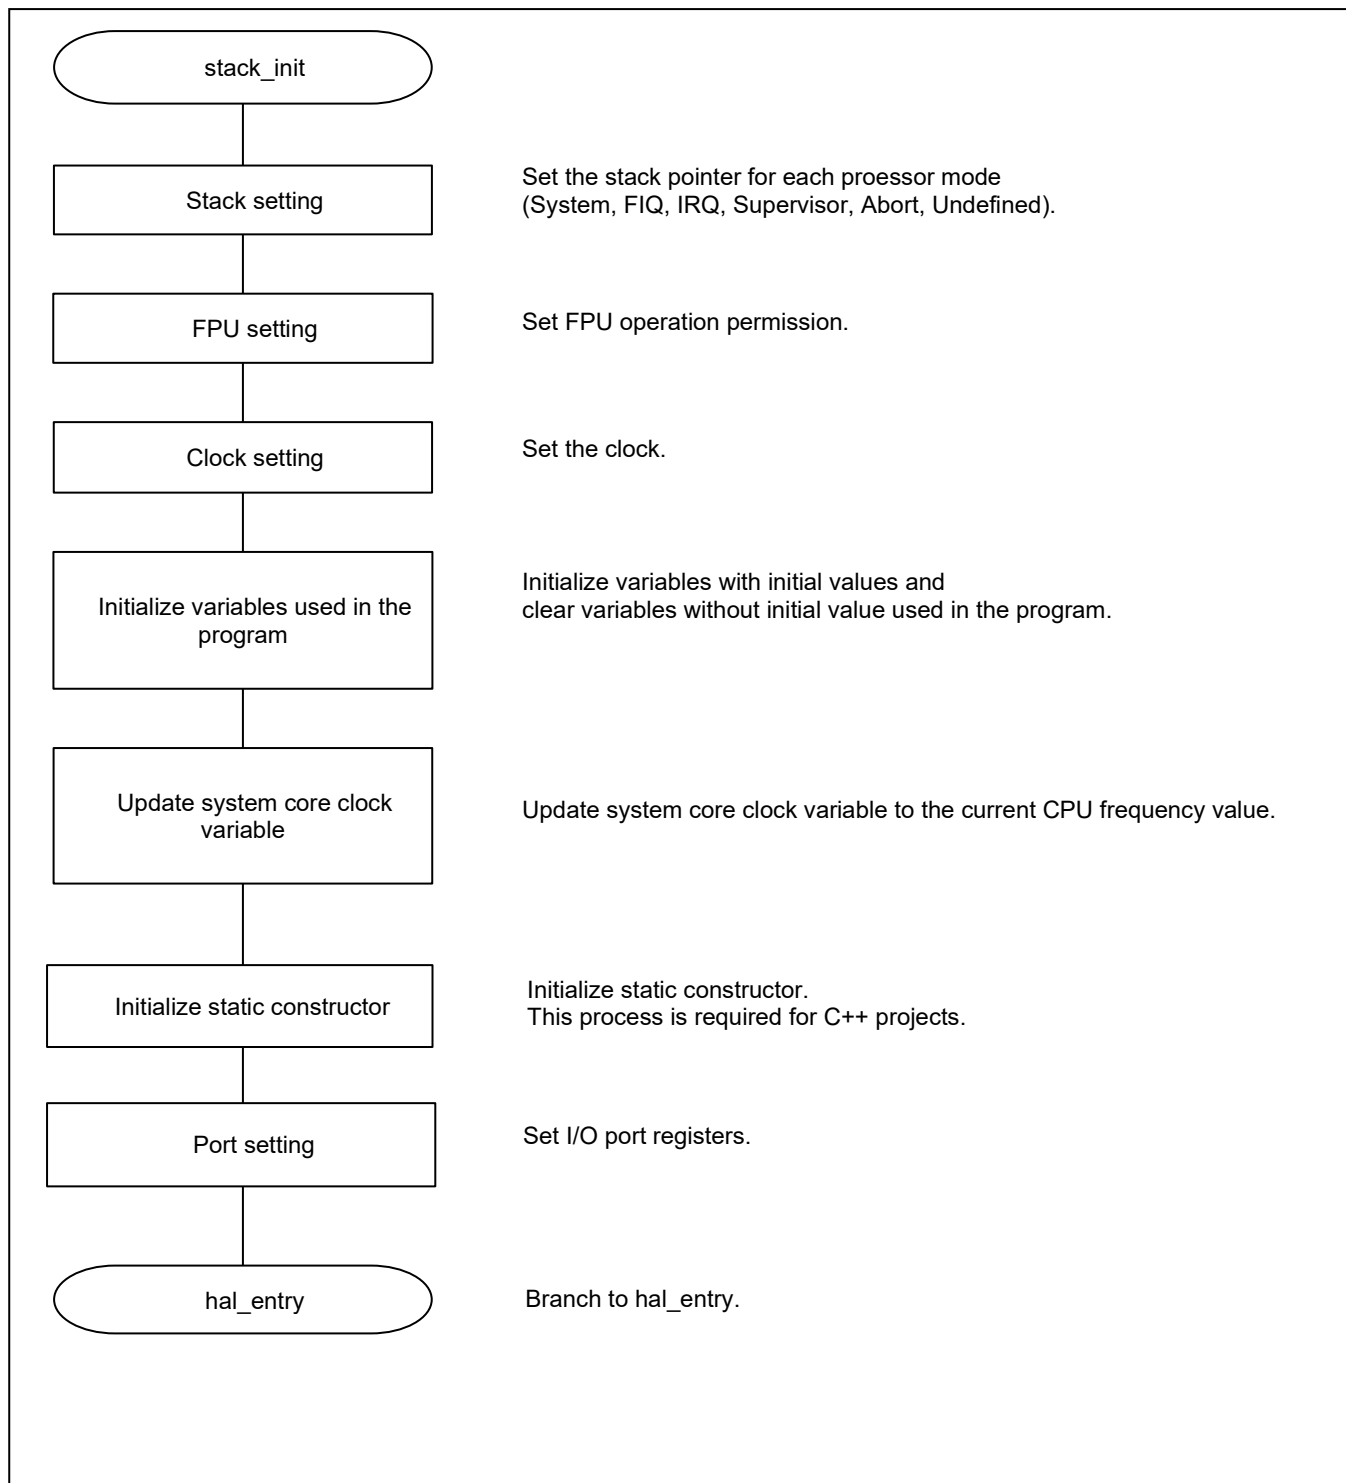 stack_init
Stack setting
Set the stack pointer for each proessor mode
(System, FIQ, IRQ, Supervisor, Abort, Undefined).
FPU setting
Set FPU operation permission.
Clock setting
Set the clock.
Initialize variables used in the
program
Initialize variables with initial values and
clear variables without initial value used in the program.
Update system core clock
variable
Update system core clock variable to the current CPU frequency value.
Initialize static constructor
Initialize static constructor.
This process is required for C++ projects.
Port setting
Set I/O port registers.
hal_entry
Branch to hal_entry.